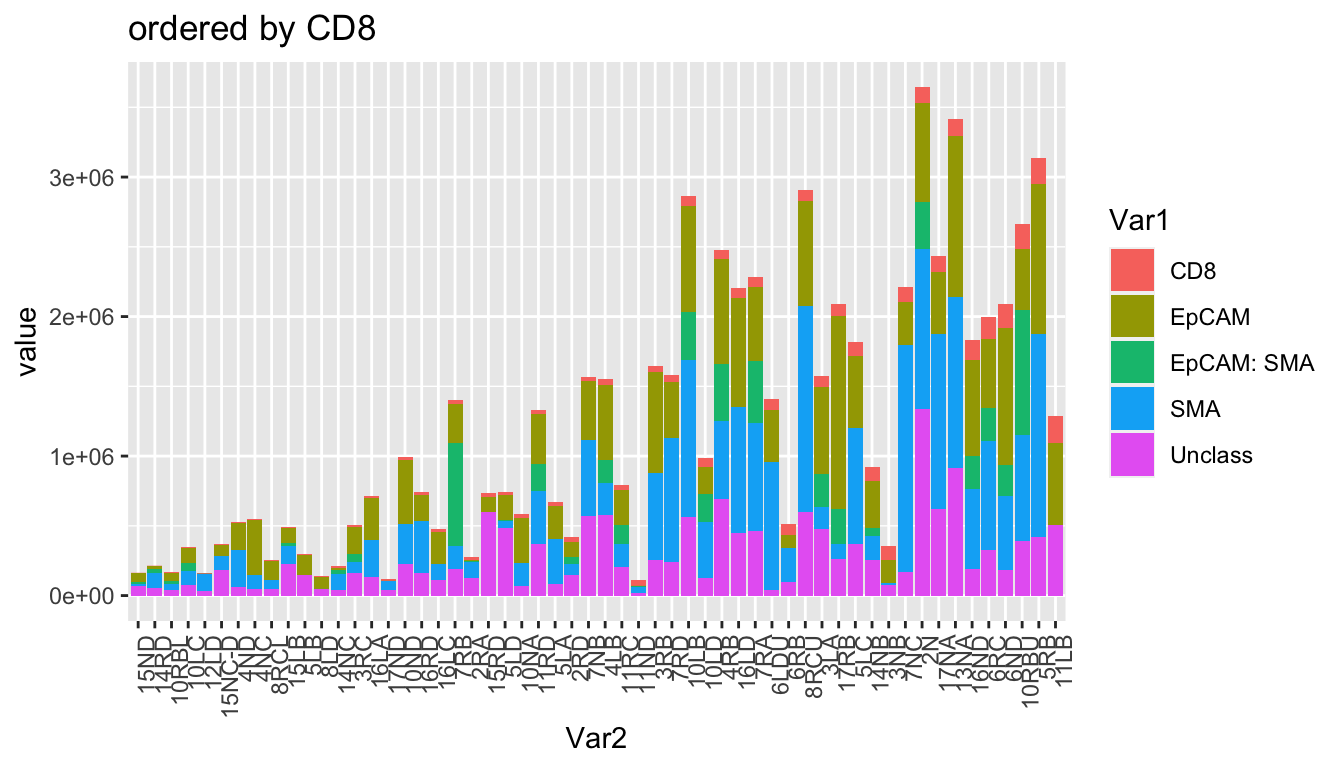 ordered by CD8
value
3e+06
2e+06
1e+06
0e+00
15ND
14RD
10RBL
10LC
12LD
15NC-D
4ND
4NC
8RCL
15LB
5LB
8LD
14NC
13RC
16LA
17ND
10ND
16RD
16LC
7RB
2RA
15RD
5LD
10NA
11RD
5LA
2RD
7NB
4LB
11RC
11ND
3RB
7RD
10LB
10LD
4RB
16LD
7RA
6LDU
6RB
8RCU
3LA
17RB
5LC
14NB
7NC
2N
17NA
13NA
16ND
6RC
6ND
10RBU
5RB
11LB
Var2
Var1
CD8
EpCAM
EpCAM: SMA
SMA
Unclass